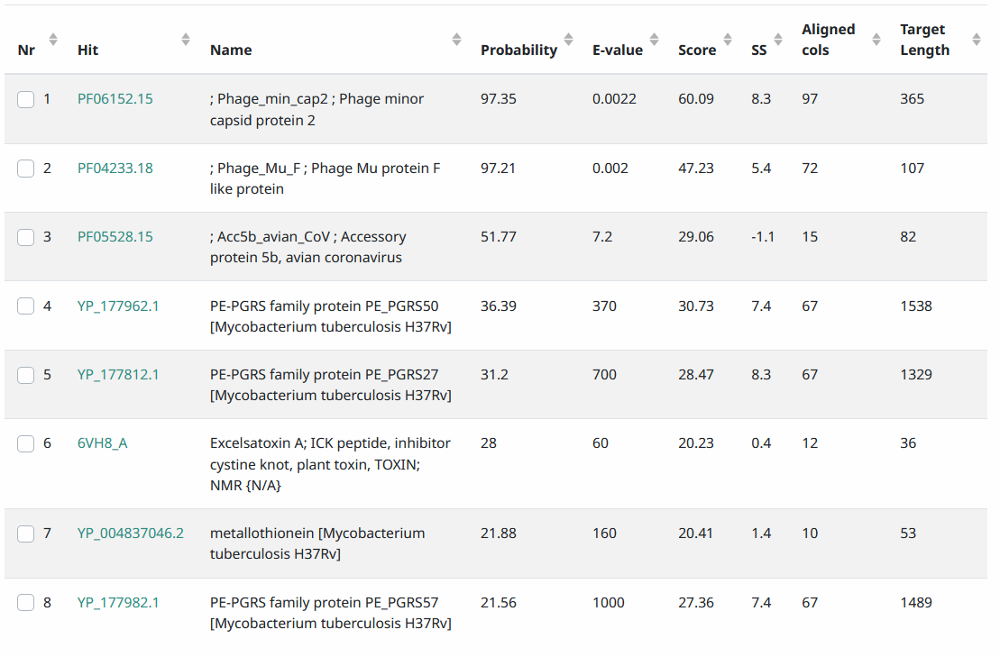 Nr Hit Name Probability E-value Score SS Aligned cols Target Length
1 PF06152.15 ; Phage_min_cap2 ; Phage minor 97.35 0.0022 60.09 8.3 97 365
capsid protein 2
2 PF04233.18 ; Phage_Mu_F ; Phage Mu protein F 97.21 0.002 47.23 5.4 72 107
like protein
3 PF05528.15 ; Acc5b_avian_CoV ; Accessory 51.77 7.2 29.06 -1.1 15 82
protein 5b, avian coronavirus
4 YP_177962.1 PE-PGRS family protein PE_PGRS50 36.39 370 30.73 7.4 67 1538
[Mycobacterium tuberculosis H37Rv]
5 YP_177812.1 PE-PGRS family protein PE_PGRS27 31.2 700 28.47 8.3 67 1329
[Mycobacterium tuberculosis H37Rv]
6 6VH8_A Excelsatoxin A; ICK peptide, inhibitor 28 60 20.23 0.4 12 36
cystine knot, plant toxin, TOXIN;
NMR {N/A}
7 YP_004837046.2 metallothionein [Mycobacterium 21.88 160 20.41 1.4 10 53
tuberculosis H37Rv]
8 YP_177982.1 PE-PGRS family protein PE_PGRS57 21.56 1000 27.36 7.4 67 1489
[Mycobacterium tuberculosis H37Rv]